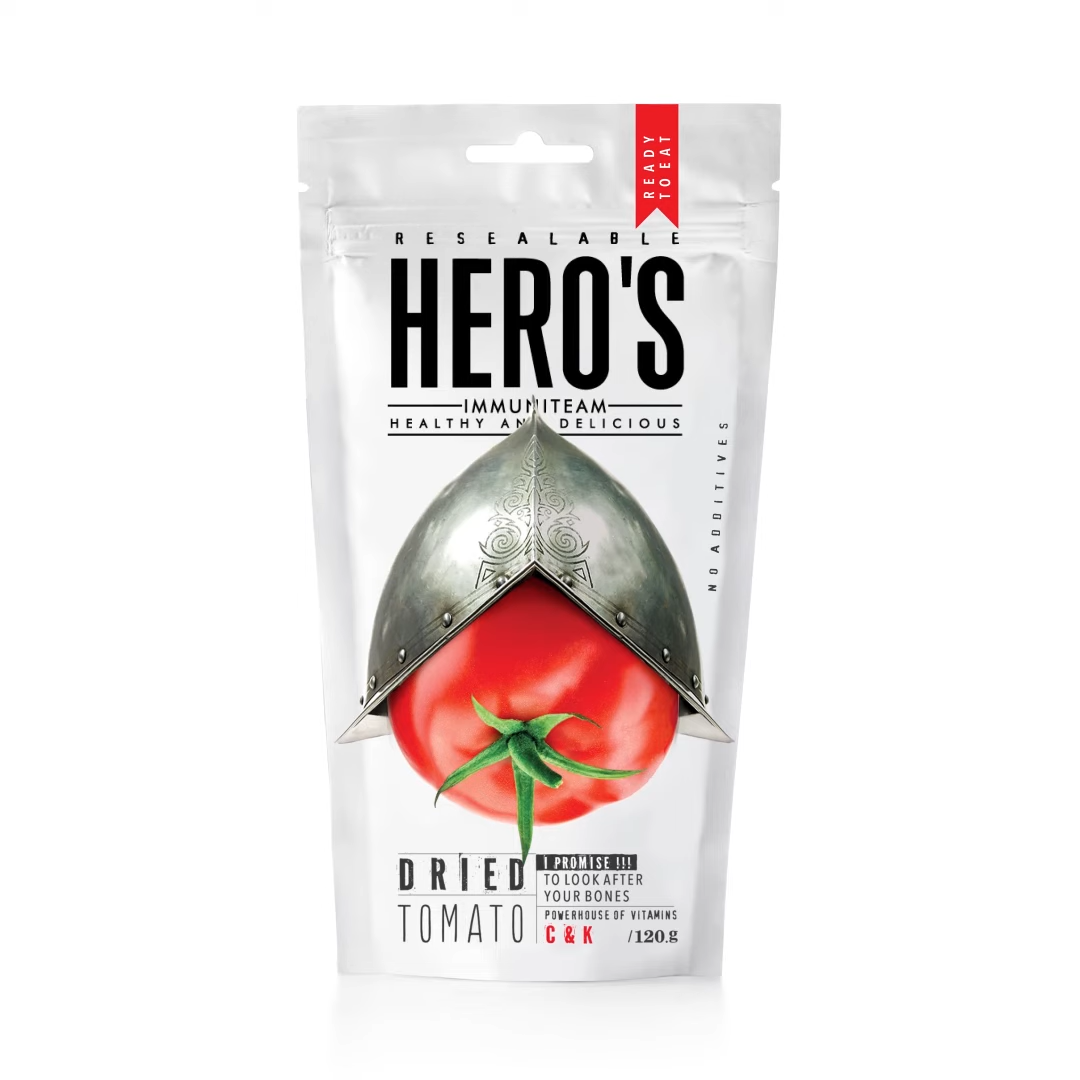 READY
TO EAT
RESEALABLE
HERO'S
IMMUNITEAM
HEALTHY AND DELICIOUS
NO ADDITIVES
DRIED
TOMATO
I PROMISE !!!
TO LOOK AFTER
YOUR BONES
POWERHOUSE OF VITAMINS
C & K
/120.g